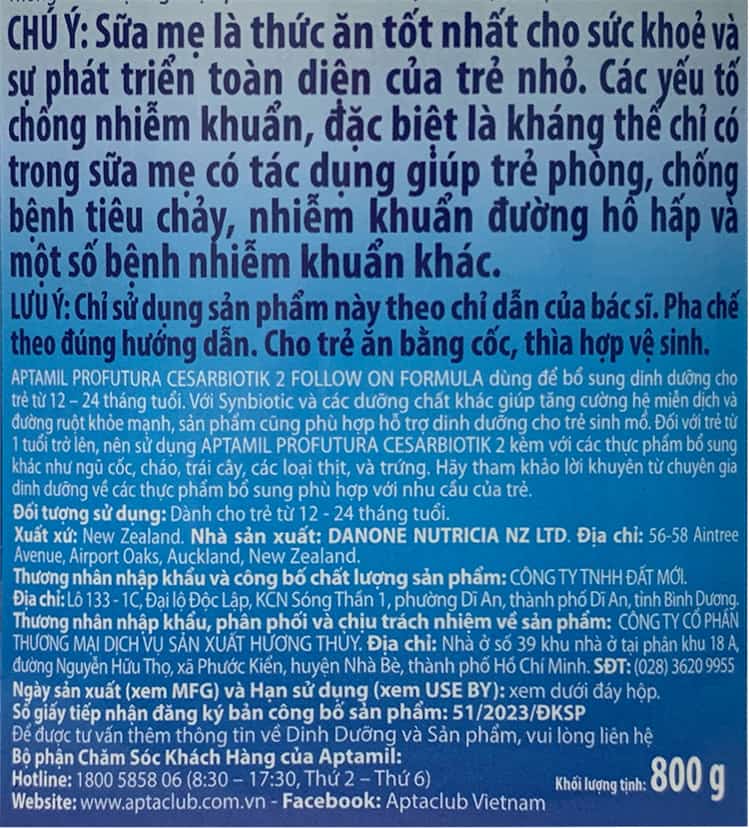 CHÚ Ý: Sữa mẹ là thức ăn tốt nhất cho sức khoẻ và
sự phát triển toàn diện của trẻ nhỏ. Các yếu tố
chống nhiễm khuẩn, đặc biệt là kháng thể chỉ có
trong sữa mẹ có tác dụng giúp trẻ phòng, chống
bệnh tiêu chảy, nhiễm khuẩn đường hô hấp và
một số bệnh nhiễm khuẩn khác.
LƯU Ý: Chỉ sử dụng sản phẩm này theo chỉ dẫn của bác sĩ. Pha chế
theo đúng hướng dẫn. Cho trẻ ăn bằng cốc, thìa hợp vệ sinh.
APTAMIL PROFUTURA CESARBIOTIK 2 FOLLOW ON FORMULA dùng để bổ sung dinh dưỡng cho
trẻ từ 12 – 24 tháng tuổi. Với Synbiotic và các dưỡng chất khác giúp tăng cường hệ miễn dịch và
đường ruột khỏe mạnh, sản phẩm cũng phù hợp hỗ trợ dinh dưỡng cho trẻ sinh mổ. Đối với trẻ từ
1 tuổi trở lên, nên sử dụng APTAMIL PROFUTURA CESARBIOTIK 2 kèm với các thực phẩm bổ sung
khác như ngũ cốc, cháo, trái cây, các loại thịt, và trứng. Hãy tham khảo lời khuyên từ chuyên gia
dinh dưỡng về các thực phẩm bổ sung phù hợp với nhu cầu của trẻ.
Đối tượng sử dụng: Dành cho trẻ từ 12 - 24 tháng tuổi.
Xuất xứ: New Zealand. Nhà sản xuất: DANONE NUTRICIA NZ LTD. Địa chỉ: 56-58 Aintree
Avenue, Airport Oaks, Auckland, New Zealand.
Thương nhân nhập khẩu và công bố chất lượng sản phẩm: CÔNG TY TNHH ĐẤT MỚI.
Địa chỉ: Lô 133 - 1C, Đại lộ Độc Lập, KCN Sóng Thần 1, phường Dĩ An, thành phố Dĩ An, tỉnh Bình Dương.
Thương nhân nhập khẩu, phân phối và chịu trách nhiệm về sản phẩm: CÔNG TY CỔ PHẦN
THƯƠNG MẠI DỊCH VỤ SẢN XUẤT HƯƠNG THỦY. Địa chỉ: Nhà ở số 39 khu nhà ở tại phân khu 18 A,
đường Nguyễn Hữu Thọ, xã Phước Kiển, huyện Nhà Bè, thành phố Hồ Chí Minh. SĐT: (028) 3620 9955
Ngày sản xuất (xem MFG) và Hạn sử dụng (xem USE BY): xem dưới đáy hộp.
Số giấy tiếp nhận đăng ký bản công bố sản phẩm: 51/2023/ĐKSP
Để được tư vấn thêm thông tin về Dinh Dưỡng và Sản phẩm, vui lòng liên hệ
Bộ phận Chăm Sóc Khách Hàng của Aptamil:
Hotline: 1800 5858 06 (8:30 – 17:30, Thứ 2 – Thứ 6)
Khối lượng tịnh: 800 g
Website: www.aptaclub.com.vn - Facebook: Aptaclub Vietnam